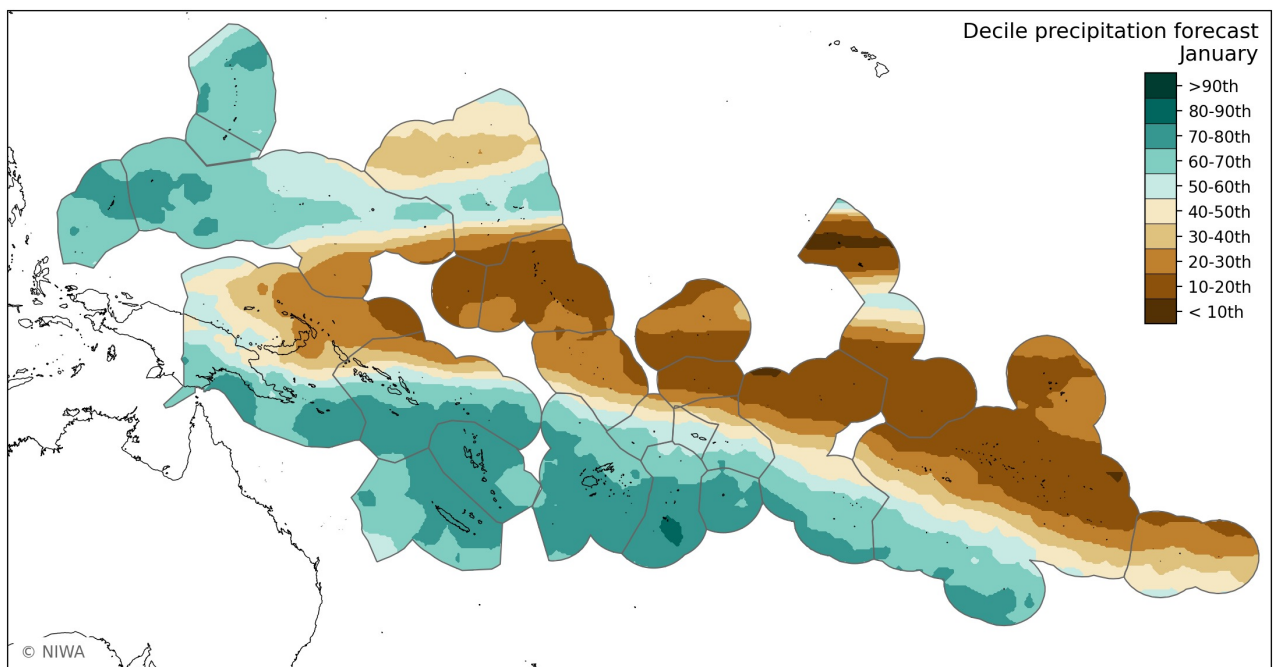 Decile precipitation forecast
January
>90th
80-90th
70-80th
60-70th
50-60th
40-50th
30-40th
20-30th
10-20th
< 10th
© NIWA